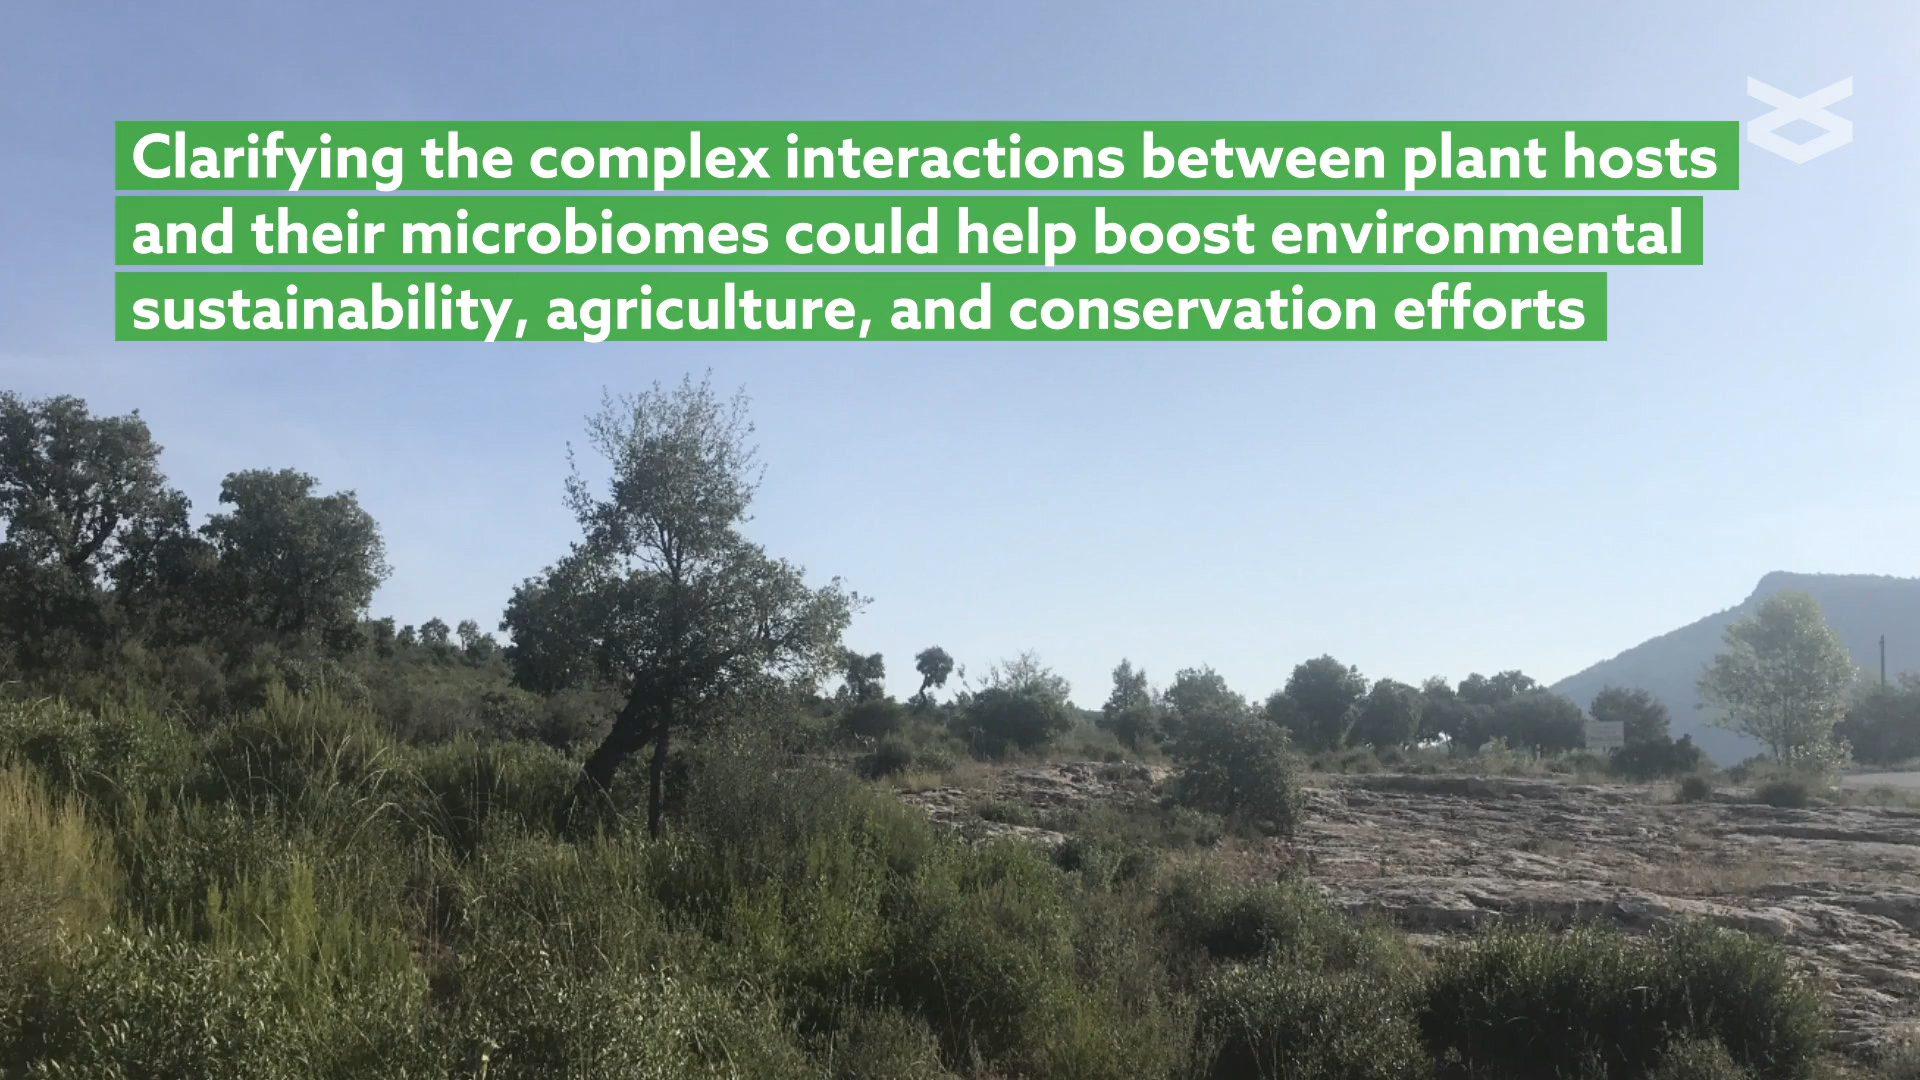 Clarifying the complex interactions between plant hosts
and their microbiomes could help boost environmental
sustainability, agriculture, and conservation efforts